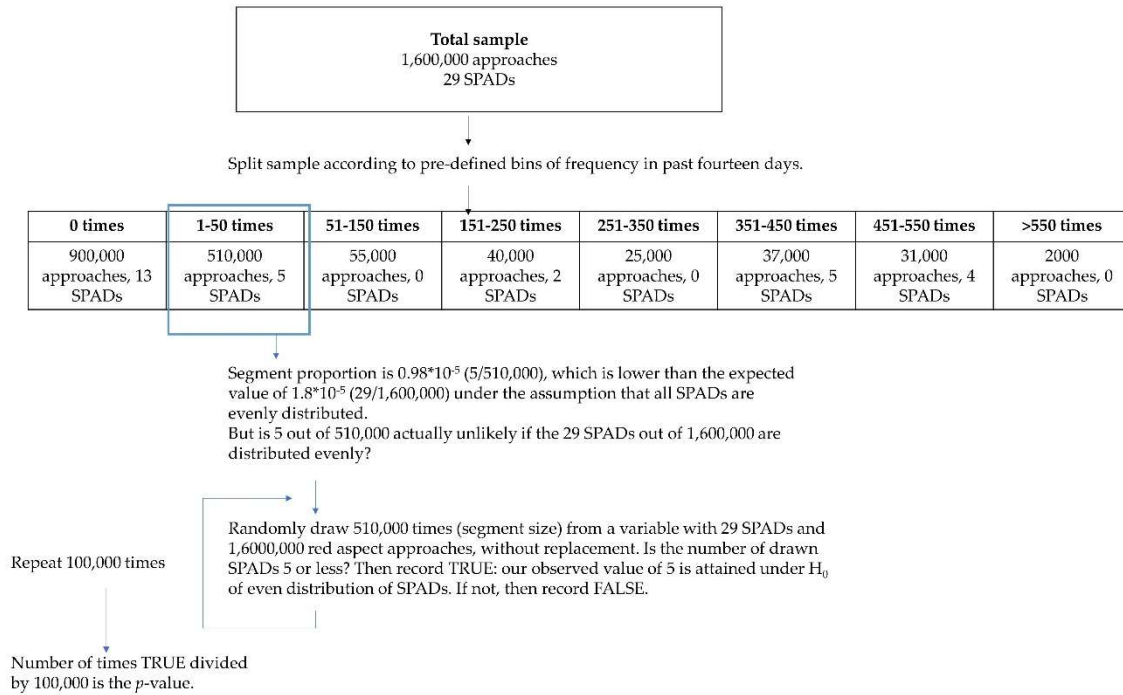 Total sample
1,600,000 approaches
29 SPADs
Split sample according to pre-defined bins of frequency in past fourteen days.
0 times
1-50 times
51-150 times
151-250 times
251-350 times
351-450 times
451-550 times
>550 times
900,000
approaches, 13
SPADs
510,000
approaches, 5
SPADs
55,000
approaches, 0
SPADs
40,000
approaches, 2
SPADs
25,000
approaches, 0
SPADs
37,000
approaches, 5
SPADs
31,000
approaches, 4
SPADs
2000
approaches, 0
SPADs
Segment proportion is 0.98*10⁻⁵ (5/510,000), which is lower than the expected
value of 1.8*10⁻⁵ (29/1,600,000) under the assumption that all SPADs are
evenly distributed.
But is 5 out of 510,000 actually unlikely if the 29 SPADs out of 1,600,000 are
distributed evenly?
Randomly draw 510,000 times (segment size) from a variable with 29 SPADs and
1,6000,000 red aspect approaches, without replacement. Is the number of drawn
SPADs 5 or less? Then record TRUE: our observed value of 5 is attained under H₀
of even distribution of SPADs. If not, then record FALSE.
Repeat 100,000 times
Number of times TRUE divided
by 100,000 is the p-value.